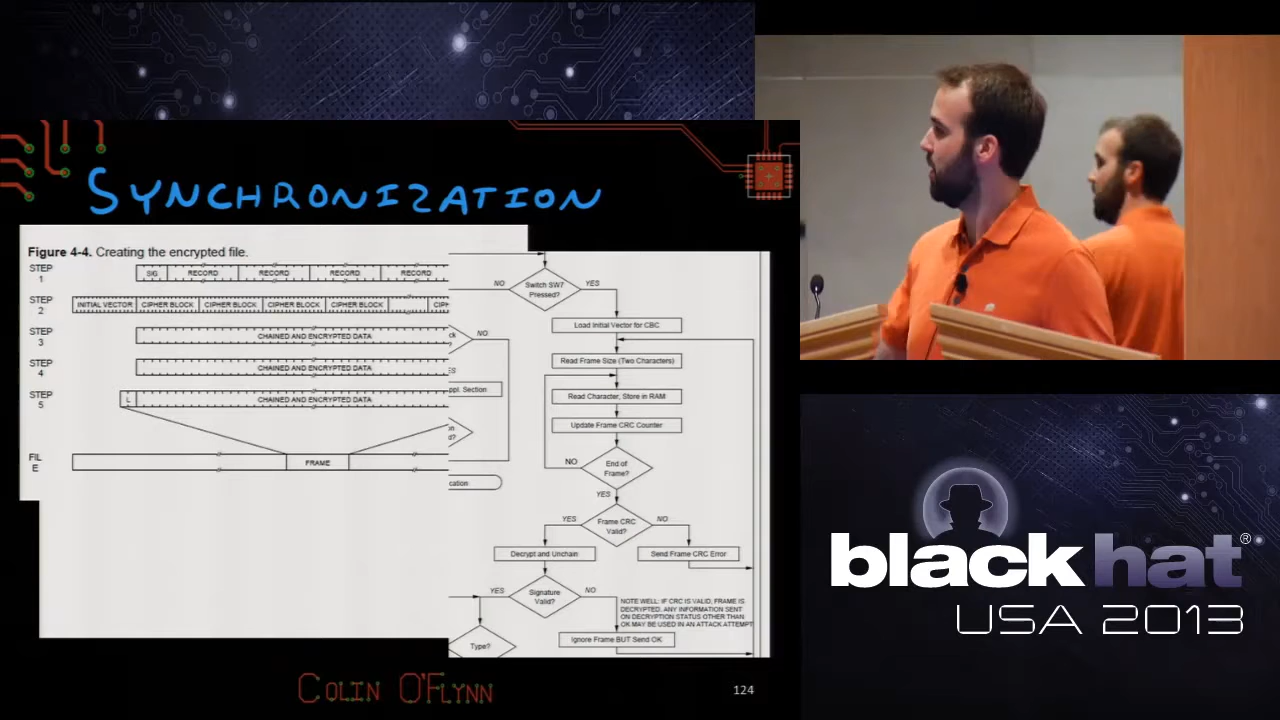 SYNCHRONIZATION
Figure 4-4. Creating the encrypted file.
STEP 1
SIG RECORD RECORD RECORD RECORD
STEP 2
INITIAL VECTOR CIPHER BLOCK CIPHER BLOCK CIPHER BLOCK CIPHER BLOCK CIPH
STEP 3
CHAINED AND ENCRYPTED DATA
STEP 4
CHAINED AND ENCRYPTED DATA
STEP 5
L CHAINED AND ENCRYPTED DATA
FIL E
FRAME
NO
ppl. Section
d?
cation
Switch SW7 Pressed?
NO
YES
Load Initial Vector for CBC
Read Frame Size (Two Characters)
Read Character, Store in RAM
Update Frame CRC Counter
End of Frame?
NO
YES
Frame CRC Valid?
YES
NO
Decrypt and Unchain
Send Frame CRC Error
Signature Valid?
YES
NO
NOTE WELL: IF CRC IS VALID, FRAME IS
DECRYPTED. ANY INFORMATION SENT
ON DECRYPTION STATUS OTHER THAN
OK MAY BE USED IN AN ATTACK ATTEMPT
Type?
Ignore Frame BUT Send OK
COLIN O'FLYNN
124
blackhat®
USA 2013